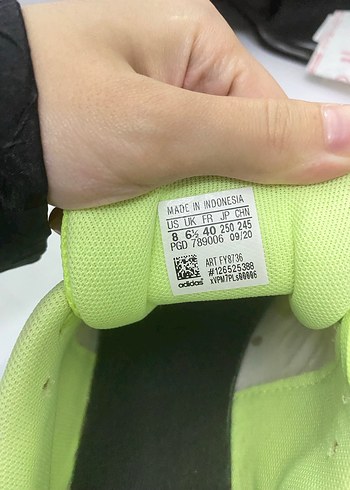 MADE IN INDONESIA
US UK FR JP CHN
8 6½ 40 250 245
PGD 789006 09/20
ART FY8736
#126525388
xVPM7PLs00006
adidas